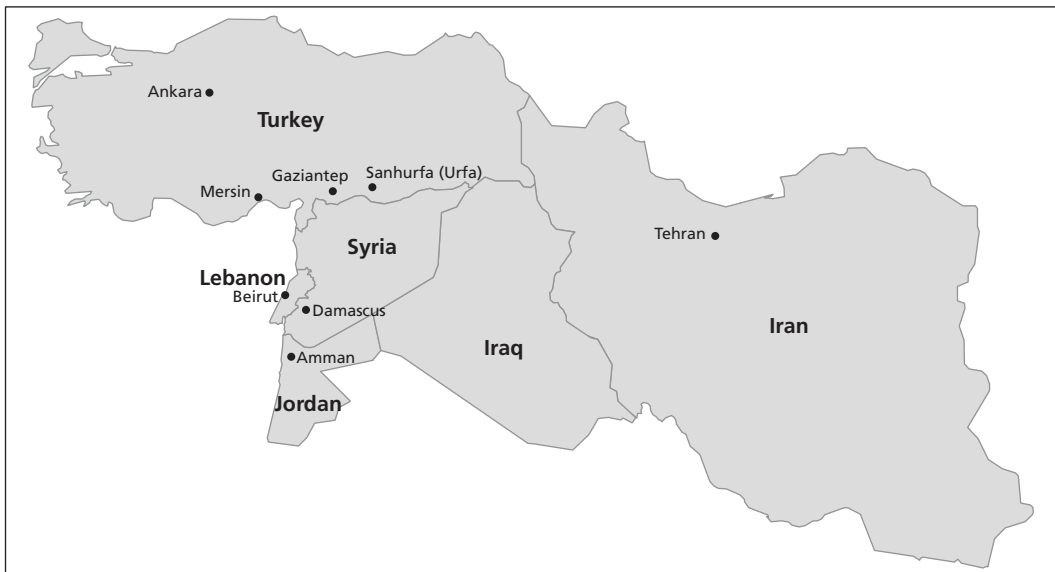 Ankara
Turkey
Gaziantep
Sanhurfa (Urfa)
Mersin
Tehran
Syria
Lebanon
Beirut
Damascus
Iran
Iraq
Amman
Jordan